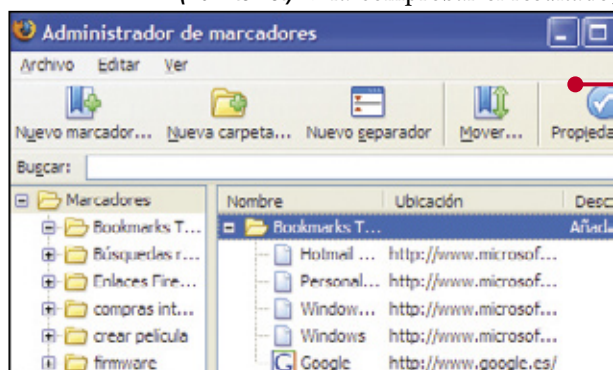 Administrador de marcadores
Archivo Editar Ver
Nuevo marcador... Nueva carpeta... Nuevo separador Mover... Propieda
Buscar:
Marcadores
Bookmarks T...
Búsquedas r...
Enlaces Fire...
compras int...
crear película
firmware
Nombre Ubicación Desc
Bookmarks T... Añada
Hotmail ... http://www.microsof...
Personal... http://www.microsof...
Window... http://www.microsof...
Windows http://www.microsof...
Google http://www.google.es/